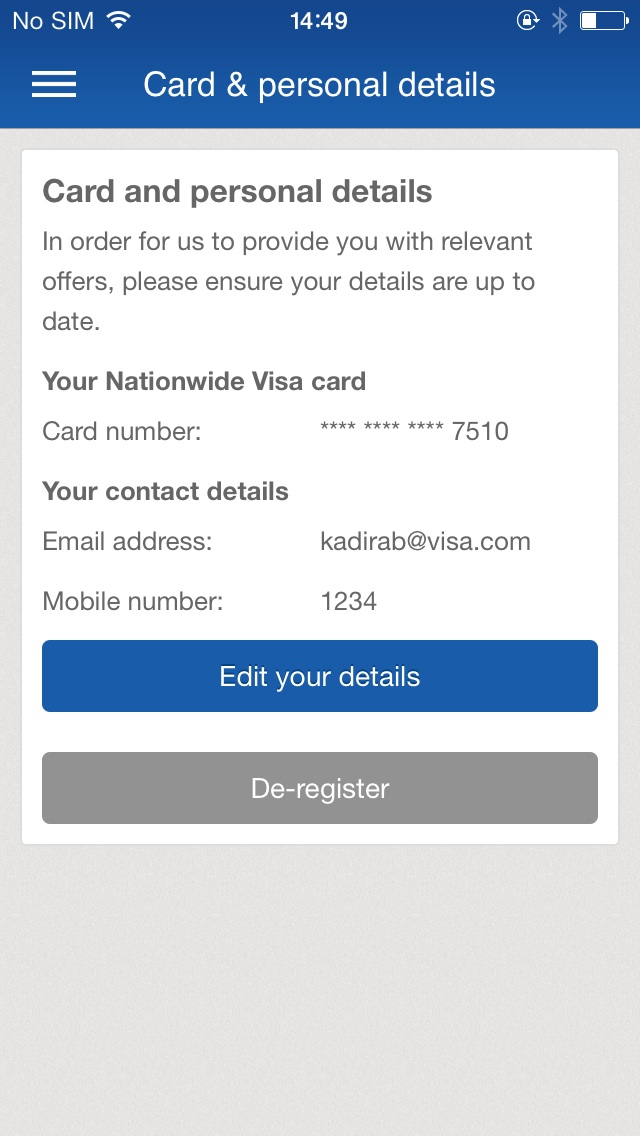 No SIM 14:49
Card & personal details
Card and personal details
In order for us to provide you with relevant
offers, please ensure your details are up to
date.
Your Nationwide Visa card
Card number: **** **** **** 7510
Your contact details
Email address: kadirab@visa.com
Mobile number: 1234
Edit your details
De-register